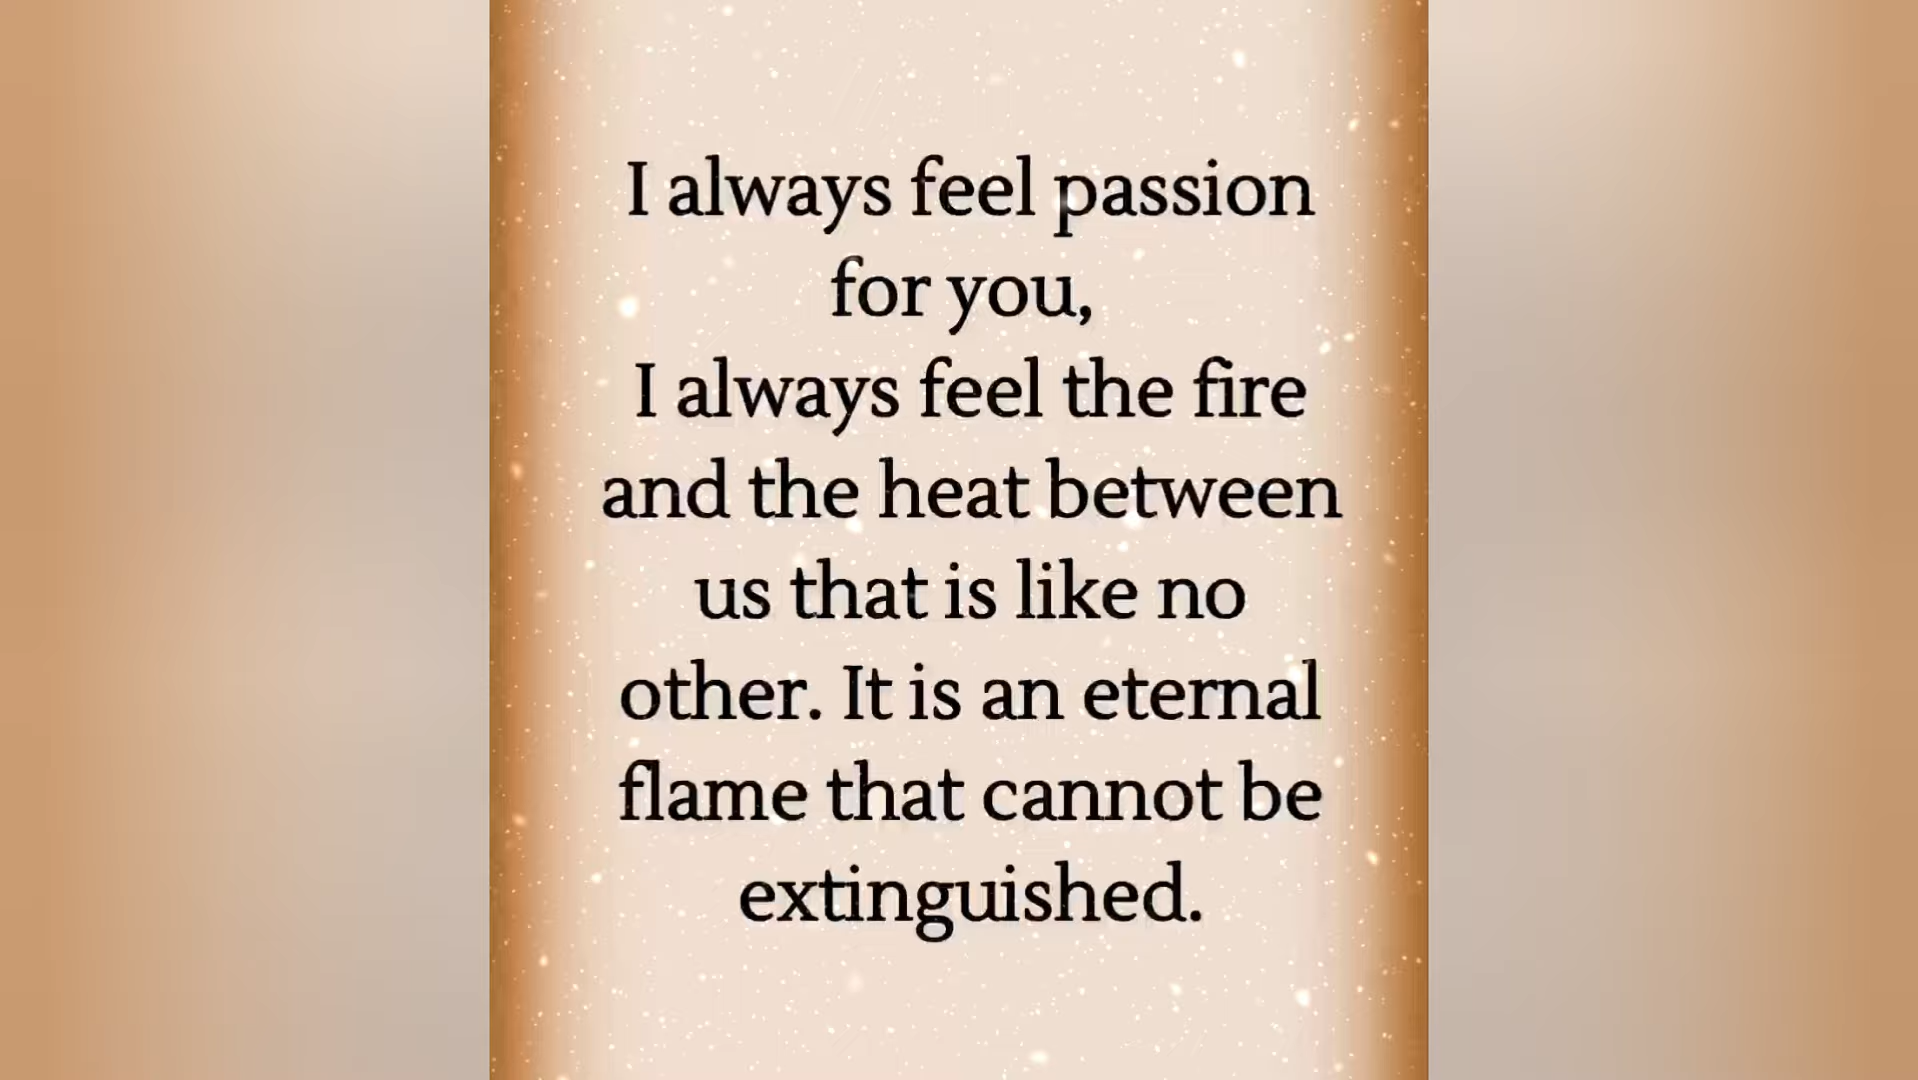 I always feel passion
for you,
I always feel the fire
and the heat between
us that is like no
other. It is an eternal
flame that cannot be
extinguished.